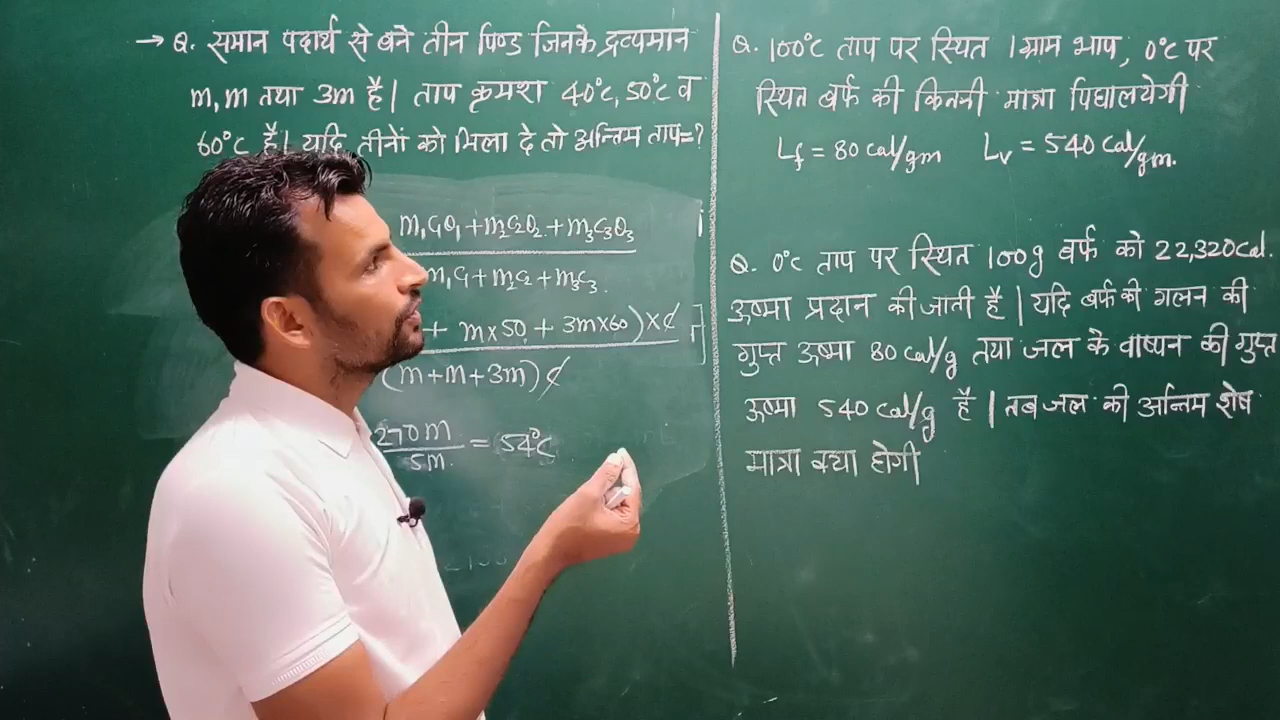 → Q. समान पदार्थ से बने तीन पिण्ड जिनके द्रव्यमान
m, m तथा 3m है | ताप क्रमश 40°C, 50°C व
60°C है | यदि तीनों को मिला दे तो अन्तिम ताप=?
m₁C₁θ₁ + m₂C₂θ₂ + m₃C₃θ₃
m₁C₁ + m₂C₂ + m₃C₃.
+ m×50 + 3m×60) × C
(m+m+3m) C
270m
5m
= 54°C
Q. 100°C ताप पर स्थित 1 ग्राम भाप, 0°C पर
स्थित बर्फ की कितनी मात्रा पिघालयेगी
Lf = 80 cal/gm Lv = 540 cal/gm.
Q. 0°C ताप पर स्थित 100g बर्फ को 22,320 Cal.
ऊष्मा प्रदान की जाती है | यदि बर्फ की गलन की
गुप्त ऊष्मा 80 cal/g तथा जल के वाष्पन की गुप्त
ऊष्मा 540 cal/g है | तब जल की अन्तिम शेष
मात्रा क्या होगी